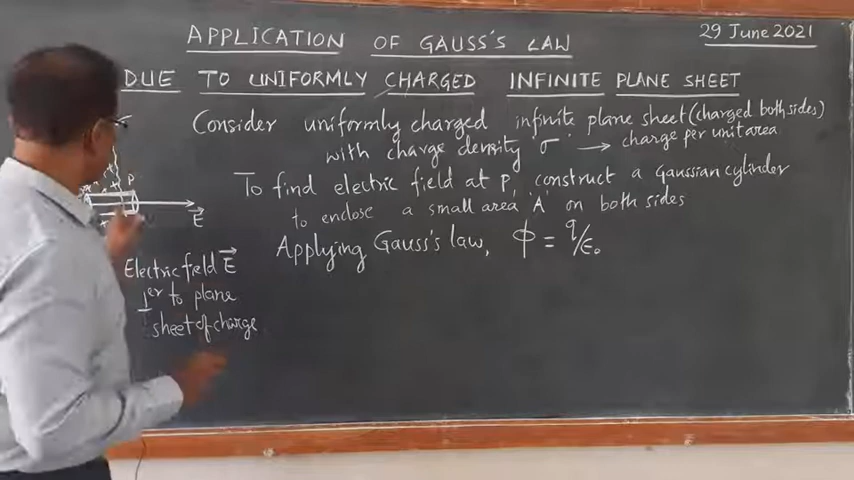 29 June 2021
APPLICATION OF GAUSS'S LAW
DUE TO UNIFORMLY CHARGED INFINITE PLANE SHEET
Consider uniformly charged infinite plane sheet (charged both sides)
with charge density 'σ' → charge per unit area
To find electric field at P, construct a gaussian cylinder
to enclose a small area 'A' on both sides
Applying Gauss's law, ϕ = q/ε₀
P
E⃗
Electric field E⃗
⊥er to plane
sheet of charge